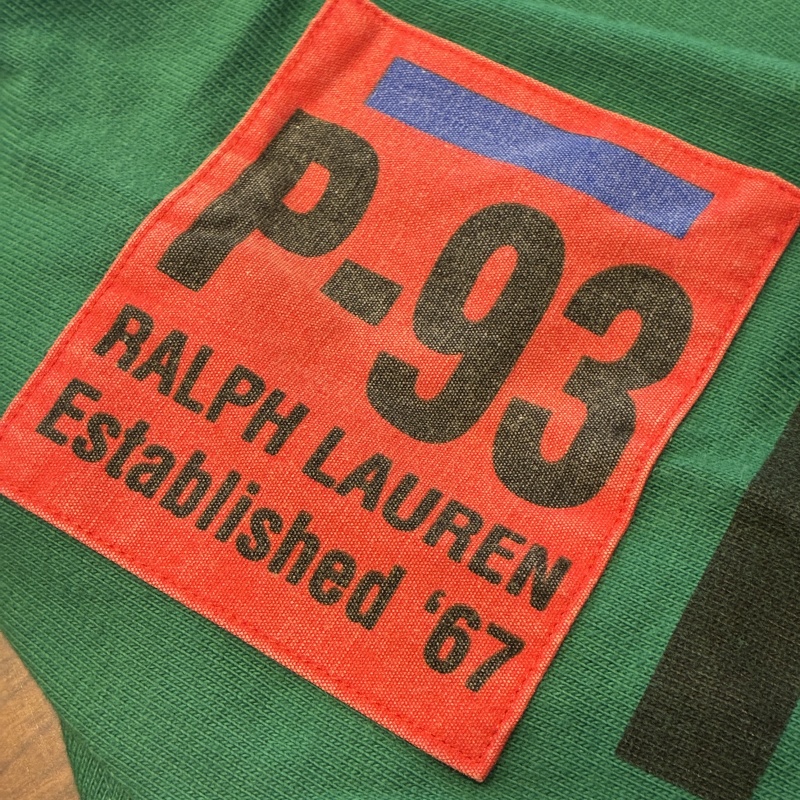 P-93
RALPH LAUREN
Established ‘67